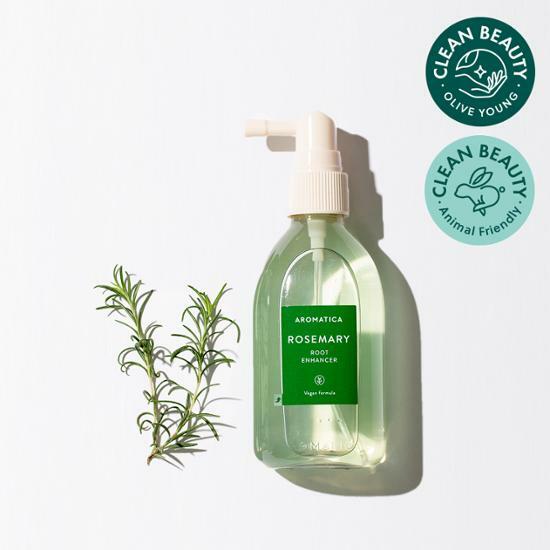 CLEAN BEAUTY
OLIVE YOUNG
CLEAN BEAUTY
Animal Friendly
AROMATICA
ROSEMARY
ROOT
ENHANCER
Vegan Formula